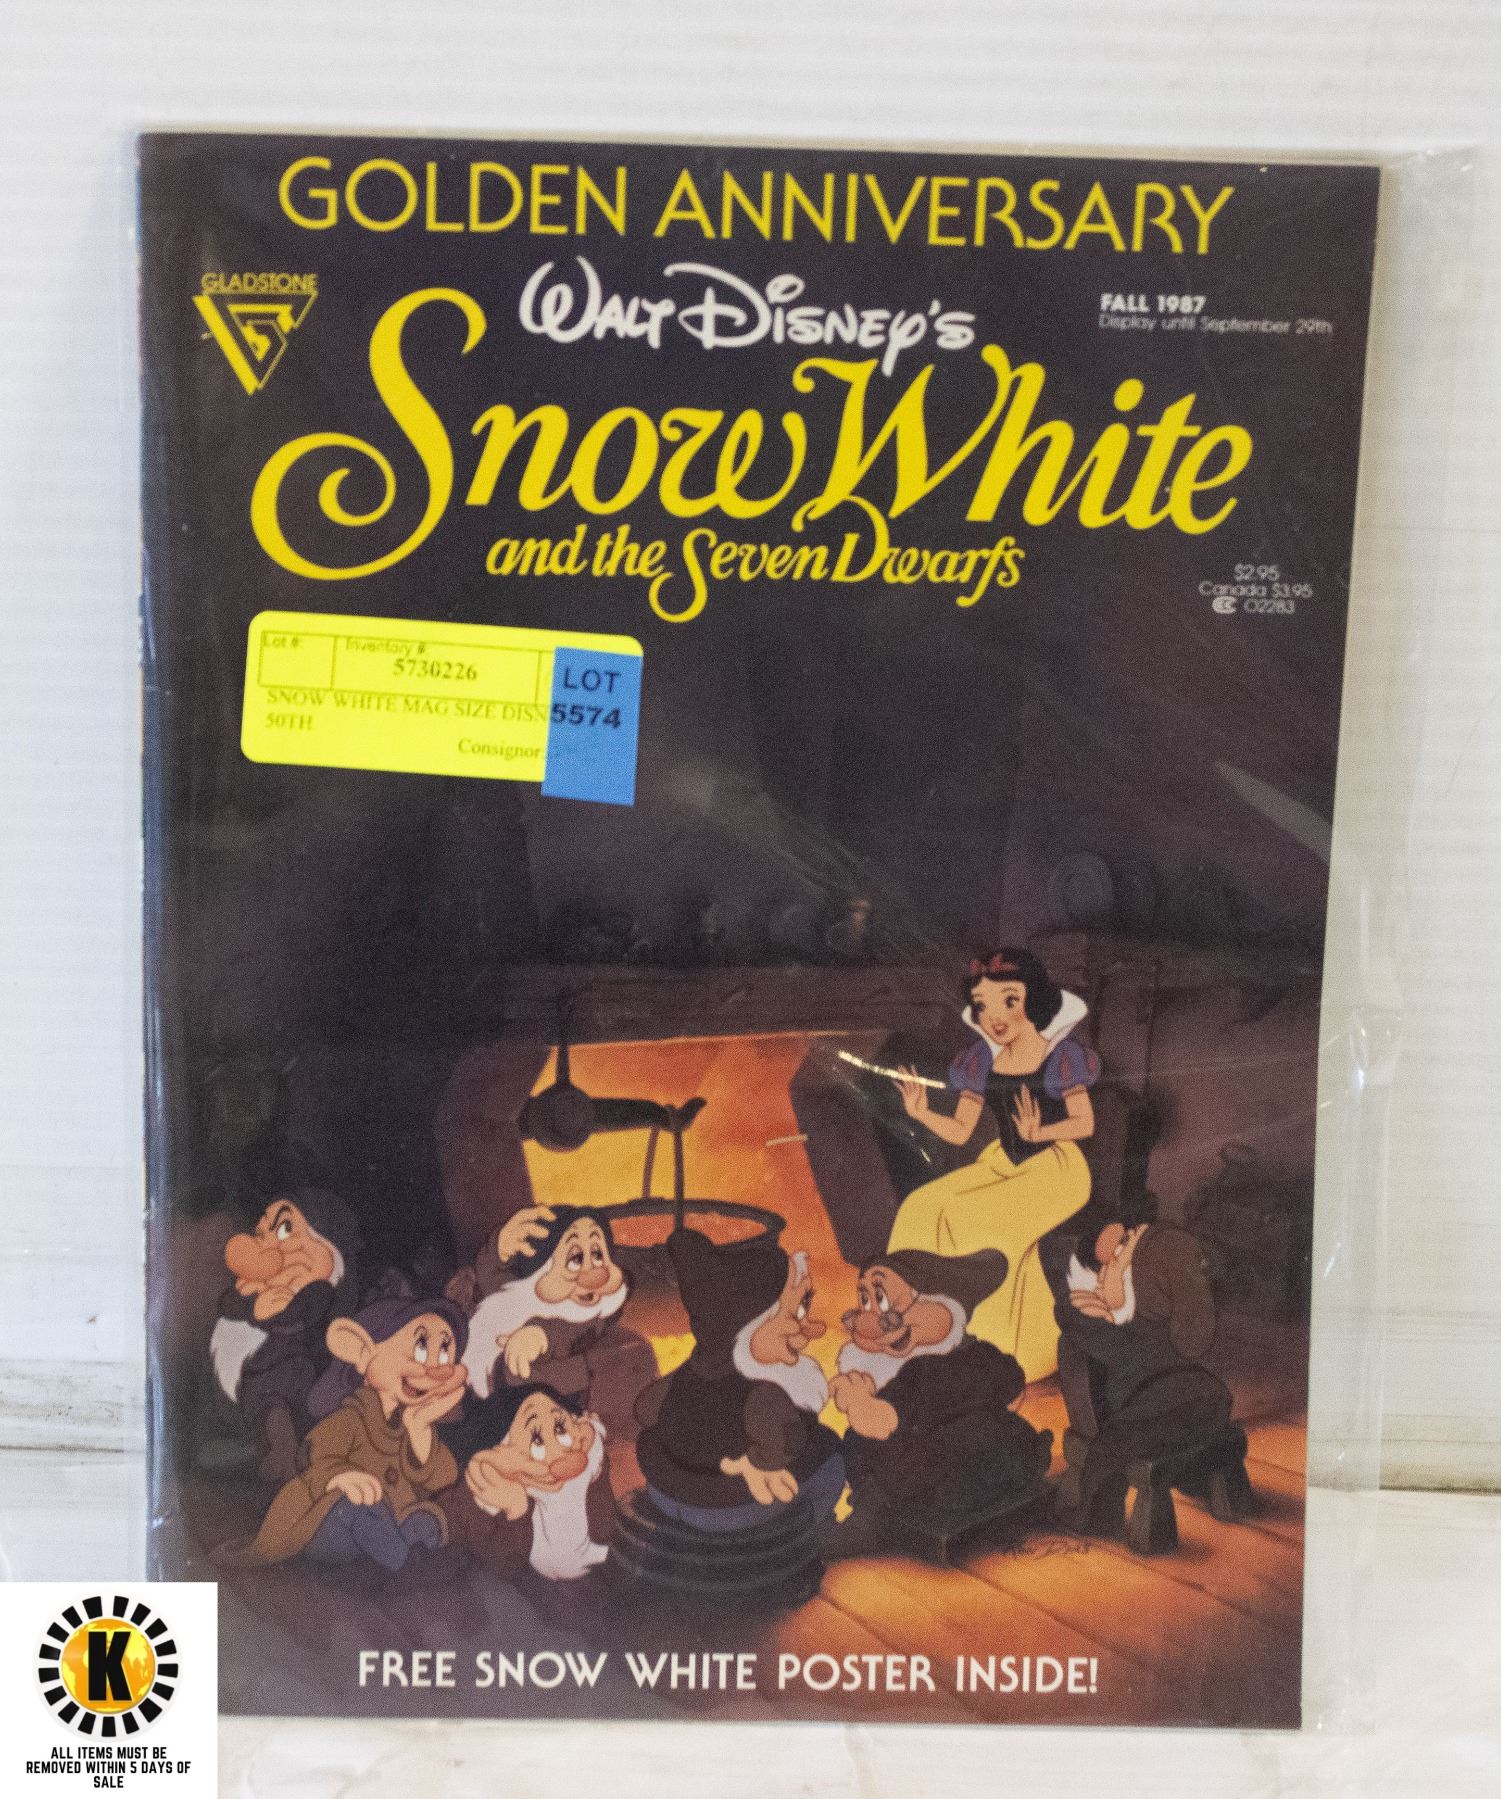 GOLDEN ANNIVERSARY
GLADSTONE
WALT DISNEY'S
FALL 1987
Display until September 29th
Snow White
and the Seven Dwarfs
$2.95
Canada $3.95
02283
Lot #:
Inventory #
5730226
LOT
5574
SNOW WHITE MAG SIZE DISN
50TH
Consignor:
FREE SNOW WHITE POSTER INSIDE!
K
ALL ITEMS MUST BE
REMOVED WITHIN 5 DAYS OF
SALE